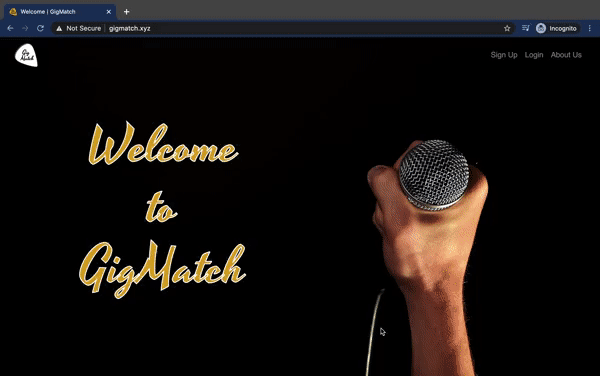 Welcome | GigMatch
Not Secure
gigmatch.xyz
Incognito
Gig
Match
Sign Up
Login
About Us
Welcome
to
GigMatch